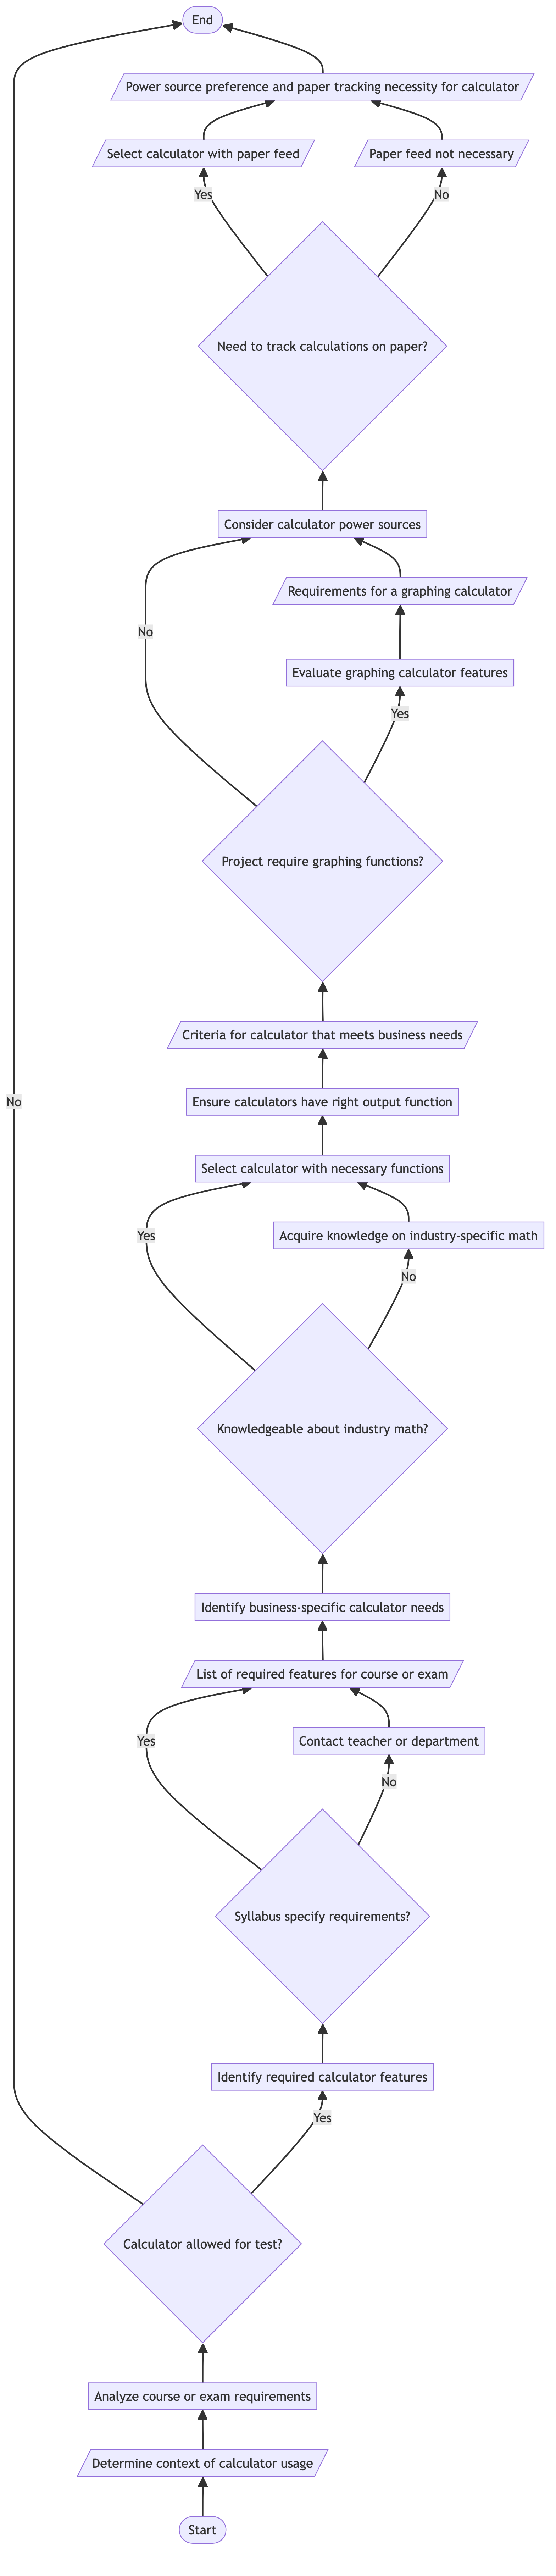 End
Power source preference and paper tracking necessity for calculator
Select calculator with paper feed
Paper feed not necessary
Yes
No
Need to track calculations on paper?
Consider calculator power sources
Requirements for a graphing calculator
No
Evaluate graphing calculator features
Yes
Project require graphing functions?
Criteria for calculator that meets business needs
No
Ensure calculators have right output function
Select calculator with necessary functions
Yes
Acquire knowledge on industry-specific math
No
Knowledgeable about industry math?
Identify business-specific calculator needs
List of required features for course or exam
Yes
Contact teacher or department
No
Syllabus specify requirements?
Identify required calculator features
Yes
Calculator allowed for test?
Analyze course or exam requirements
Determine context of calculator usage
Start